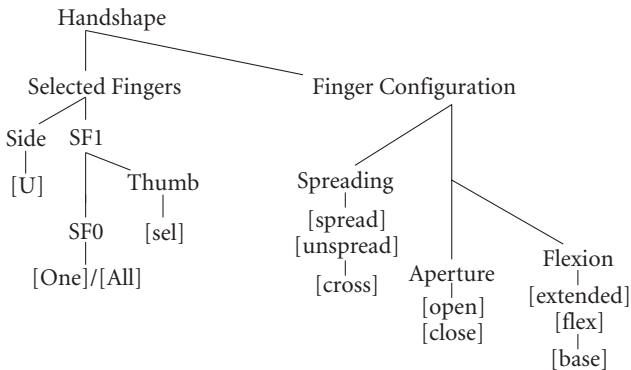 Handshape
Selected Fingers
Finger Configuration
Side
SF1
[U]
Thumb
[sel]
SF0
[One]/[All]
Spreading
[spread]
[unspread]
[cross]
Aperture
[open]
[close]
Flexion
[extended]
[flex]
[base]